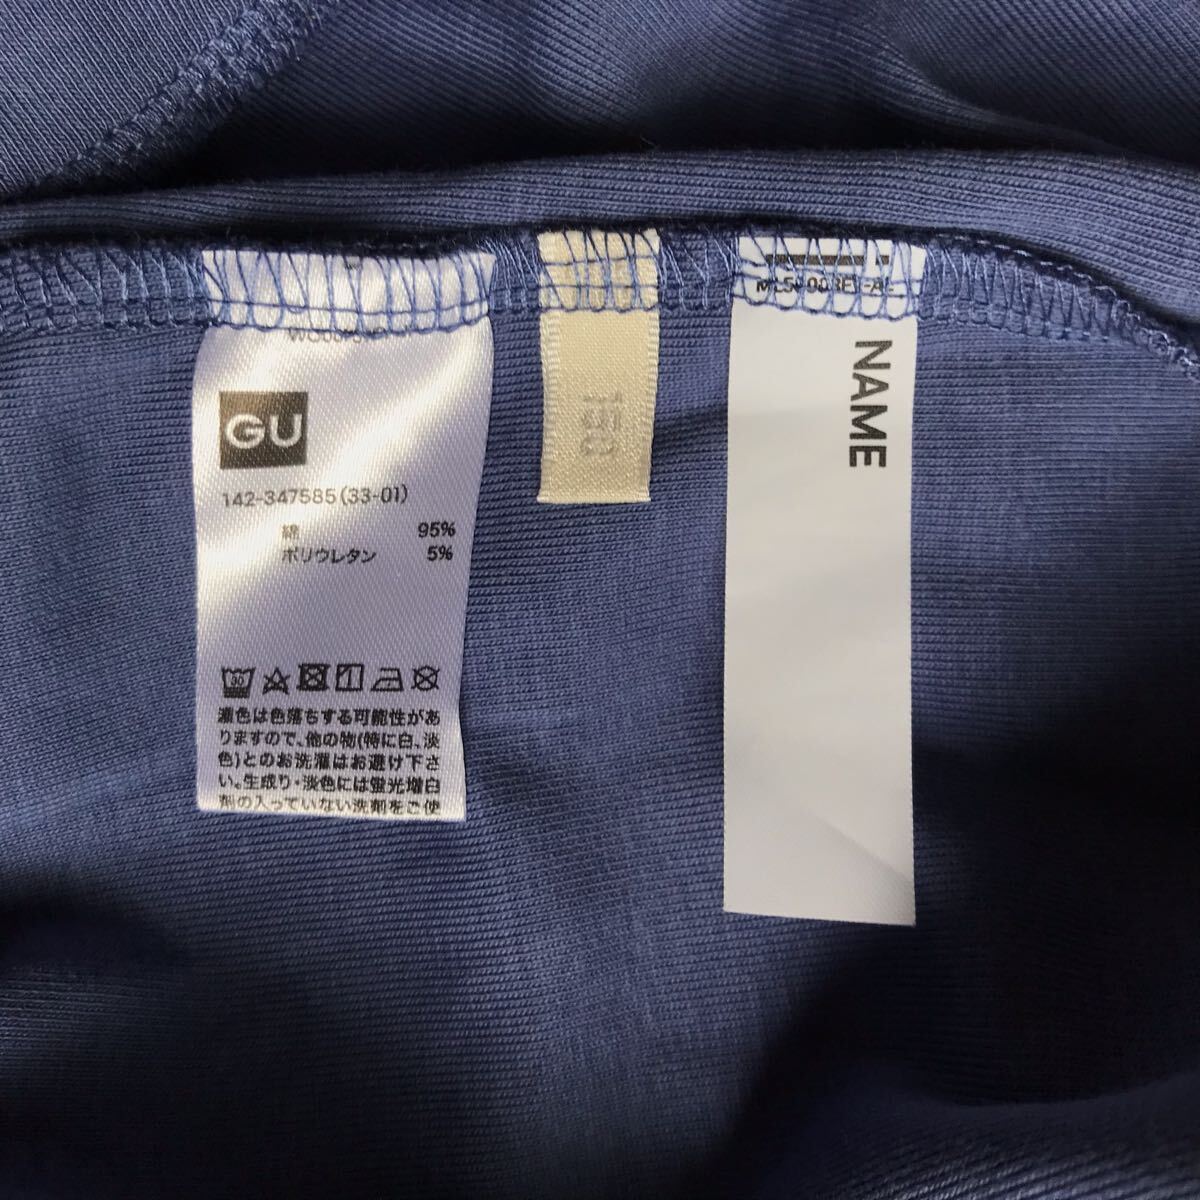 GU
142-347585(33-01)
綿 95%
ポリウレタン 5%
濃色は色落ちする可能性があ
りますので、他の物(特に白、淡
色)とのお洗濯はお避け下さ
い。生成り・淡色には蛍光増白
剤の入っていない洗剤をご使
150
NAME